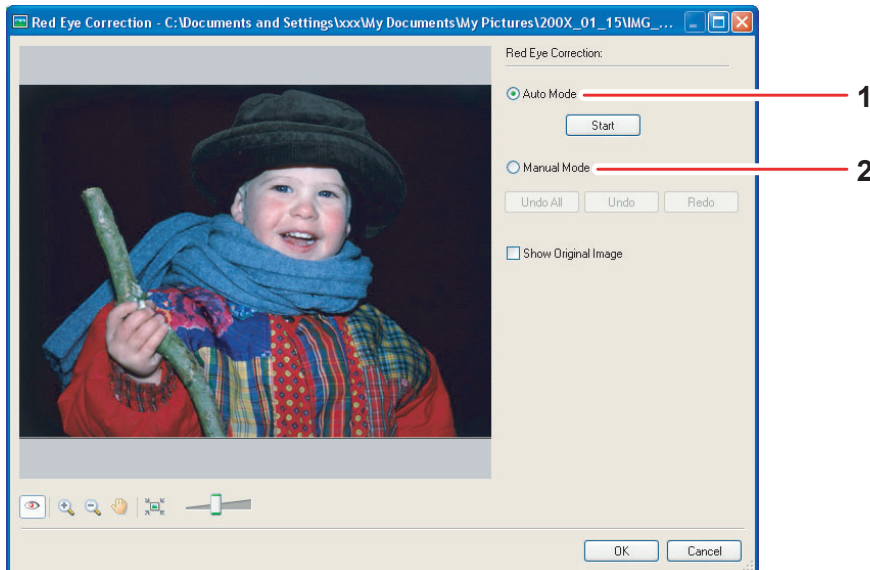 Red Eye Correction - C:\Documents and Settings\xxx\My Documents\My Pictures\200X_01_15\IMG_...
Red Eye Correction:
Auto Mode
1
Start
Manual Mode
2
Undo All
Undo
Redo
Show Original Image
OK
Cancel